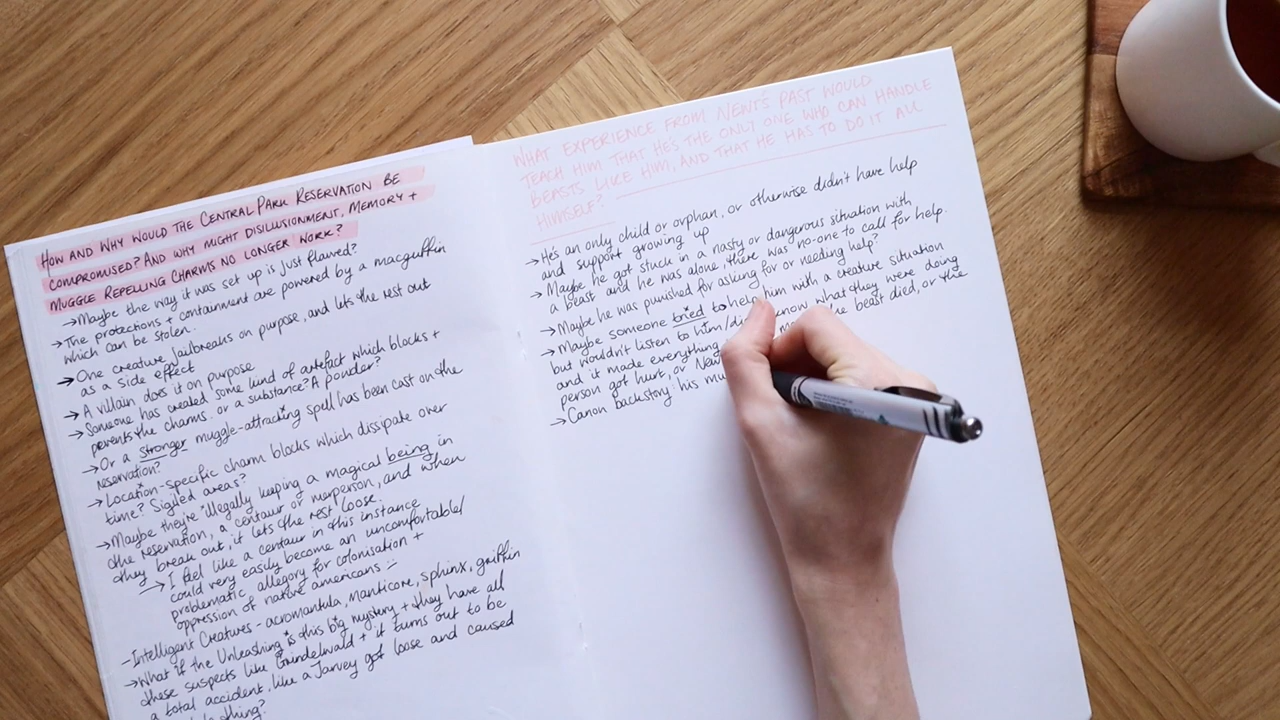 HOW AND WHY WOULD THE CENTRAL PARK RESERVATION BE
COMPROMISED? AND WHY MIGHT DISILLUSIONMENT, MEMORY +
MUGGLE REPELLING CHARMS NO LONGER WORK?
→Maybe the way it was set up is just flawed?
→The protections + containment are powered by a macguffin
which can be stolen.
→One creature jailbreaks on purpose, and lets the rest out
as a side effect
→A villain does it on purpose
→Someone has created some kind of artefact which blocks +
prevents the charms. or a substance? A powder?
→Or a stronger muggle-attracting spell has been cast on the
reservation?
→Location-specific charm blocks which dissipate over
time? Sigiled areas?
→Maybe they're illegally keeping a magical being in
the reservation, a centaur or merperson, and when
they break out, it lets the rest loose.
→I feel like a centaur in this instance
could very easily become an uncomfortable/
problematic allegory for colonisation +
oppression of native americans
-Intelligent Creatures - acromantula, manticore, sphinx, griffin
→What if the Unleashing is this big mystery + they have all
these suspects like Grindelwald + it turns out to be
a total accident, like a Jarvey got loose and caused
thing?
WHAT EXPERIENCE FROM NEWT'S PAST WOULD
TEACH HIM THAT HE'S THE ONLY ONE WHO CAN HANDLE
BEASTS LIKE HIM, AND THAT HE HAS TO DO IT ALL
HIMSELF?
→He's an only child or orphan, or otherwise didn't have help
and support growing up
→Maybe he got stuck in a nasty or dangerous situation with
a beast and he was alone, there was no-one to call for help.
→Maybe he was punished for asking for or needing help?
→Maybe someone tried to help him with a creature situation
but wouldn't listen to him/ know what they were doing
and it made everything the beast died, or the
person got hurt, or
→Canon backstory: his